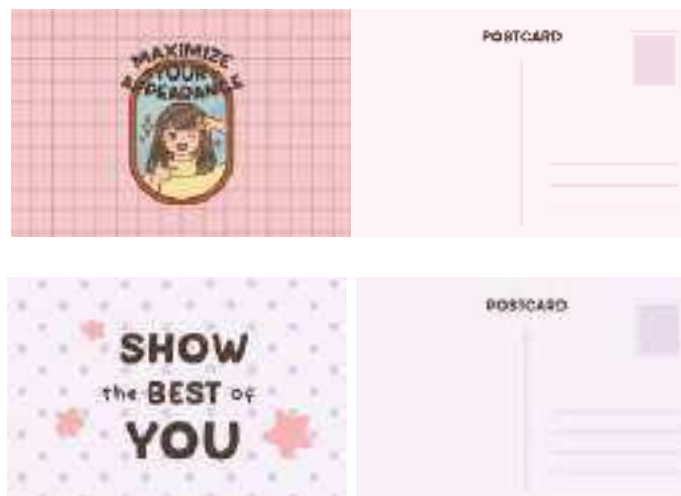 MAXIMIZE
YOUR
APPEARANCE
POSTCARD
SHOW
the BEST of
YOU
POSTCARD